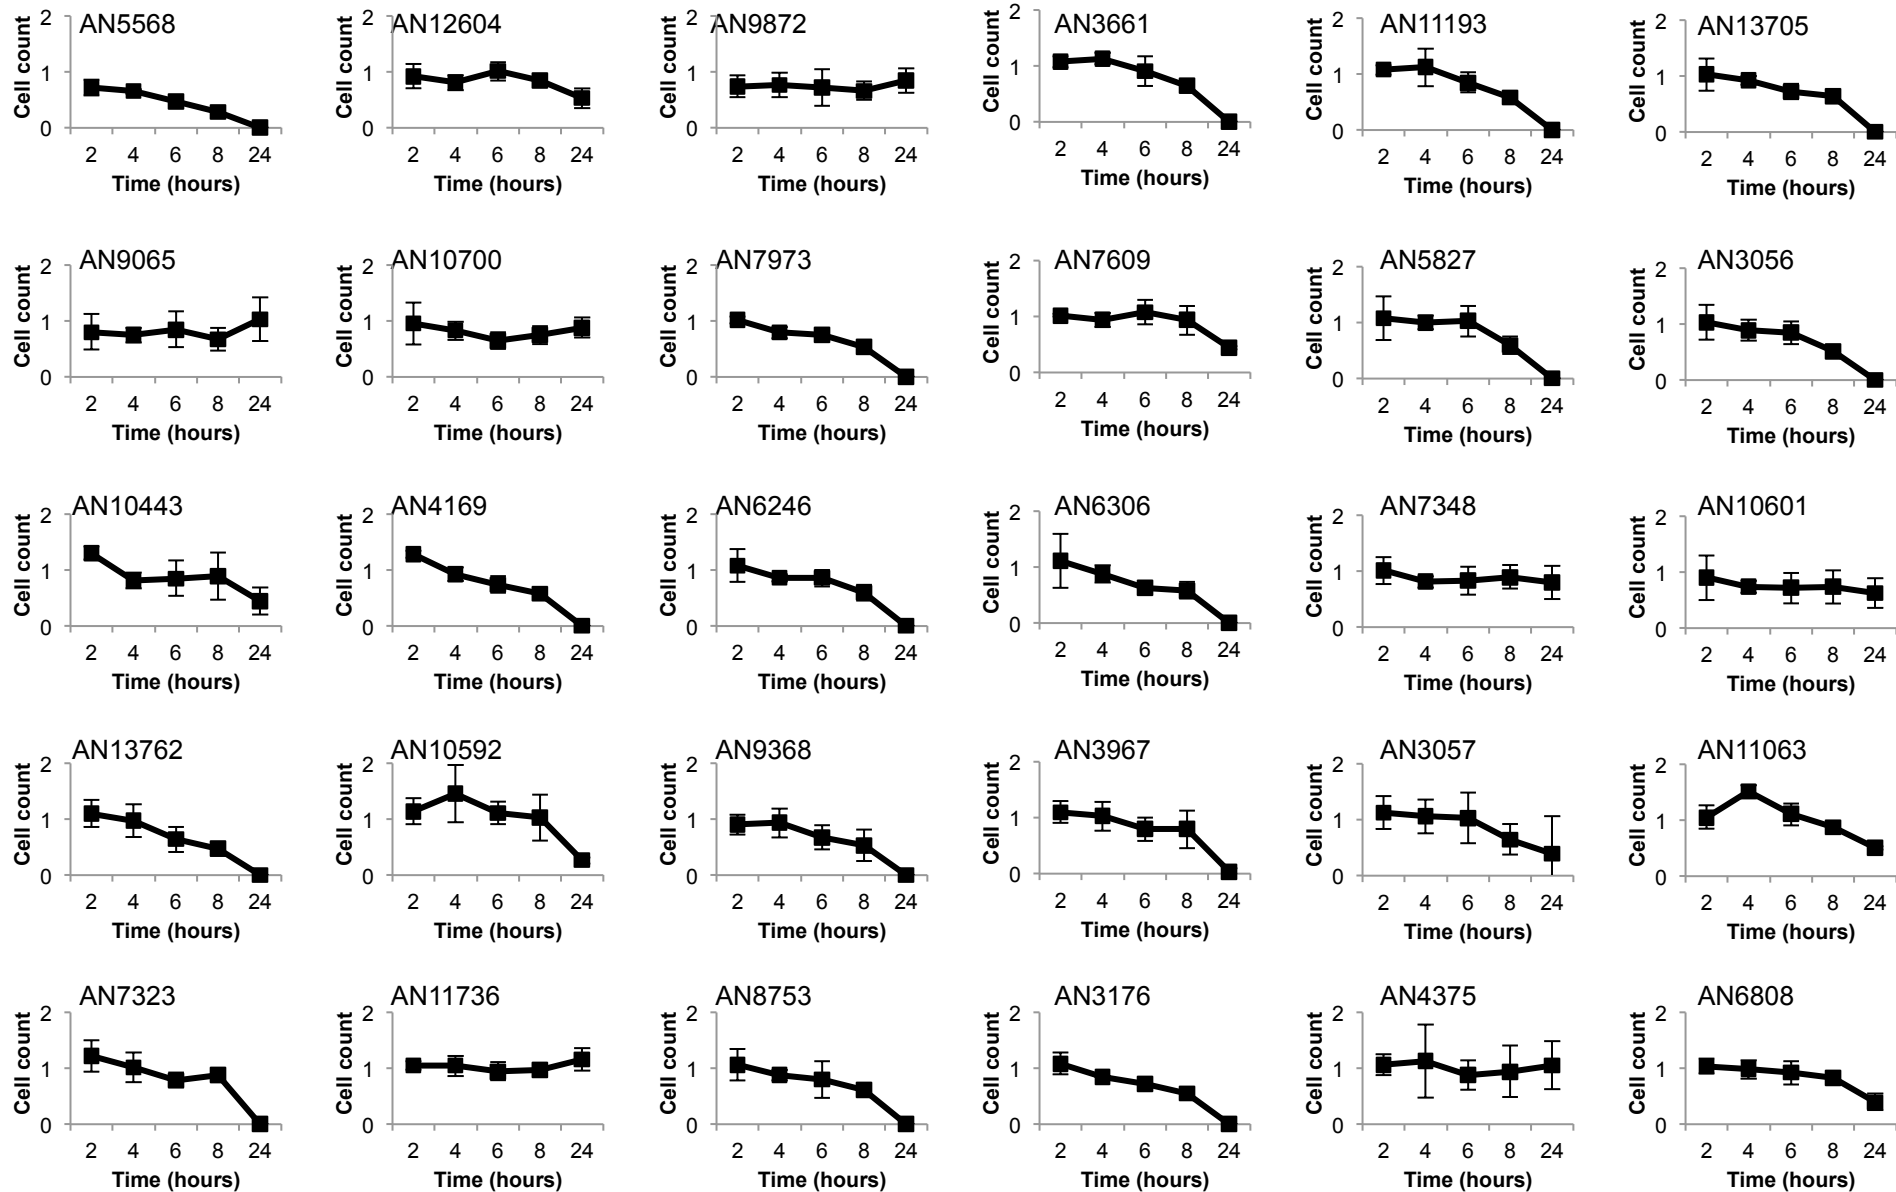 AN5568 AN12604 AN9872 AN3661 AN11193 AN13705
Cell count Cell count Cell count Cell count Cell count Cell count
2 2 2 2 2 2
1 1 1 1 1 1
0 0 0 0 0 0
2 4 6 8 24 2 4 6 8 24 2 4 6 8 24 2 4 6 8 24 2 4 6 8 24 2 4 6 8 24
Time (hours) Time (hours) Time (hours) Time (hours) Time (hours) Time (hours)
AN9065 AN10700 AN7973 AN7609 AN5827 AN3056
Cell count Cell count Cell count Cell count Cell count Cell count
2 2 2 2 2 2
1 1 1 1 1 1
0 0 0 0 0 0
2 4 6 8 24 2 4 6 8 24 2 4 6 8 24 2 4 6 8 24 2 4 6 8 24 2 4 6 8 24
Time (hours) Time (hours) Time (hours) Time (hours) Time (hours) Time (hours)
AN10443 AN4169 AN6246 AN6306 AN7348 AN10601
Cell count Cell count Cell count Cell count Cell count Cell count
2 2 2 2 2 2
1 1 1 1 1 1
0 0 0 0 0 0
2 4 6 8 24 2 4 6 8 24 2 4 6 8 24 2 4 6 8 24 2 4 6 8 24 2 4 6 8 24
Time (hours) Time (hours) Time (hours) Time (hours) Time (hours) Time (hours)
AN13762 AN10592 AN9368 AN3967 AN3057 AN11063
Cell count Cell count Cell count Cell count Cell count Cell count
2 2 2 2 2 2
1 1 1 1 1 1
0 0 0 0 0 0
2 4 6 8 24 2 4 6 8 24 2 4 6 8 24 2 4 6 8 24 2 4 6 8 24 2 4 6 8 24
Time (hours) Time (hours) Time (hours) Time (hours) Time (hours) Time (hours)
AN7323 AN11736 AN8753 AN3176 AN4375 AN6808
Cell count Cell count Cell count Cell count Cell count Cell count
2 2 2 2 2 2
1 1 1 1 1 1
0 0 0 0 0 0
2 4 6 8 24 2 4 6 8 24 2 4 6 8 24 2 4 6 8 24 2 4 6 8 24 2 4 6 8 24
Time (hours) Time (hours) Time (hours) Time (hours) Time (hours) Time (hours)